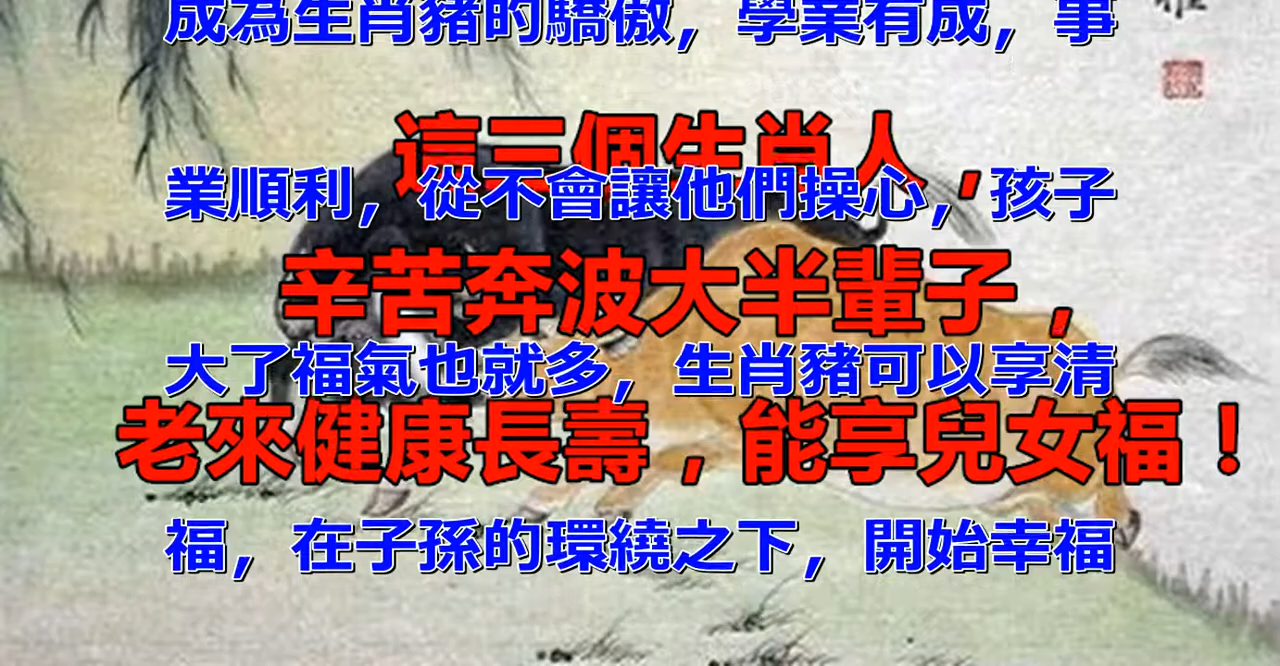 成為生肖豬的驕傲，學業有成，事
這三個生肖人，
業順利，從不會讓他們操心，孩子
辛苦奔波大半輩子，
大了福氣也就多，生肖豬可以享清
老來健康長壽，能享兒女福！
福，在子孫的環繞之下，開始幸福